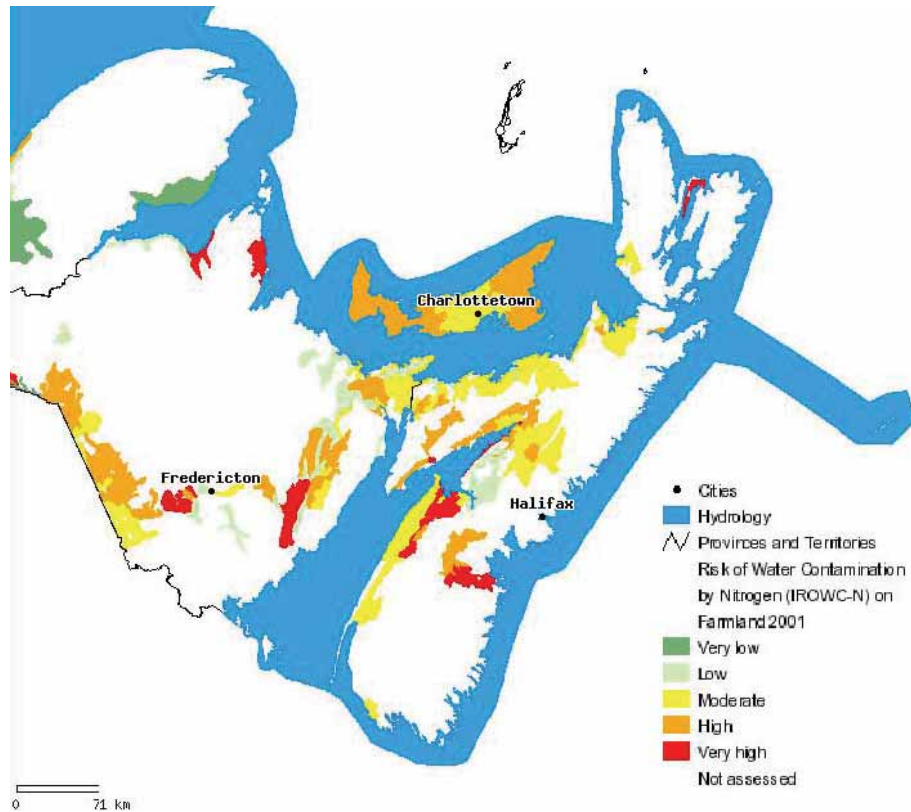 Charlottetown
Fredericton
Halifax
Cities
Hydrology
Provinces and Territories
Risk of Water Contamination
by Nitrogen (IROWC-N) on
Farmland 2001
Very low
Low
Moderate
High
Very high
Not assessed
0 71 km